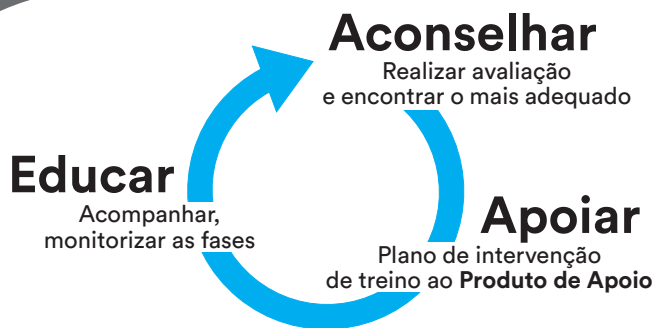 Aconselhar
Realizar avaliação
e encontrar o mais adequado
Educar
Acompanhar,
monitorizar as fases
Apoiar
Plano de intervenção
de treino ao Produto de Apoio